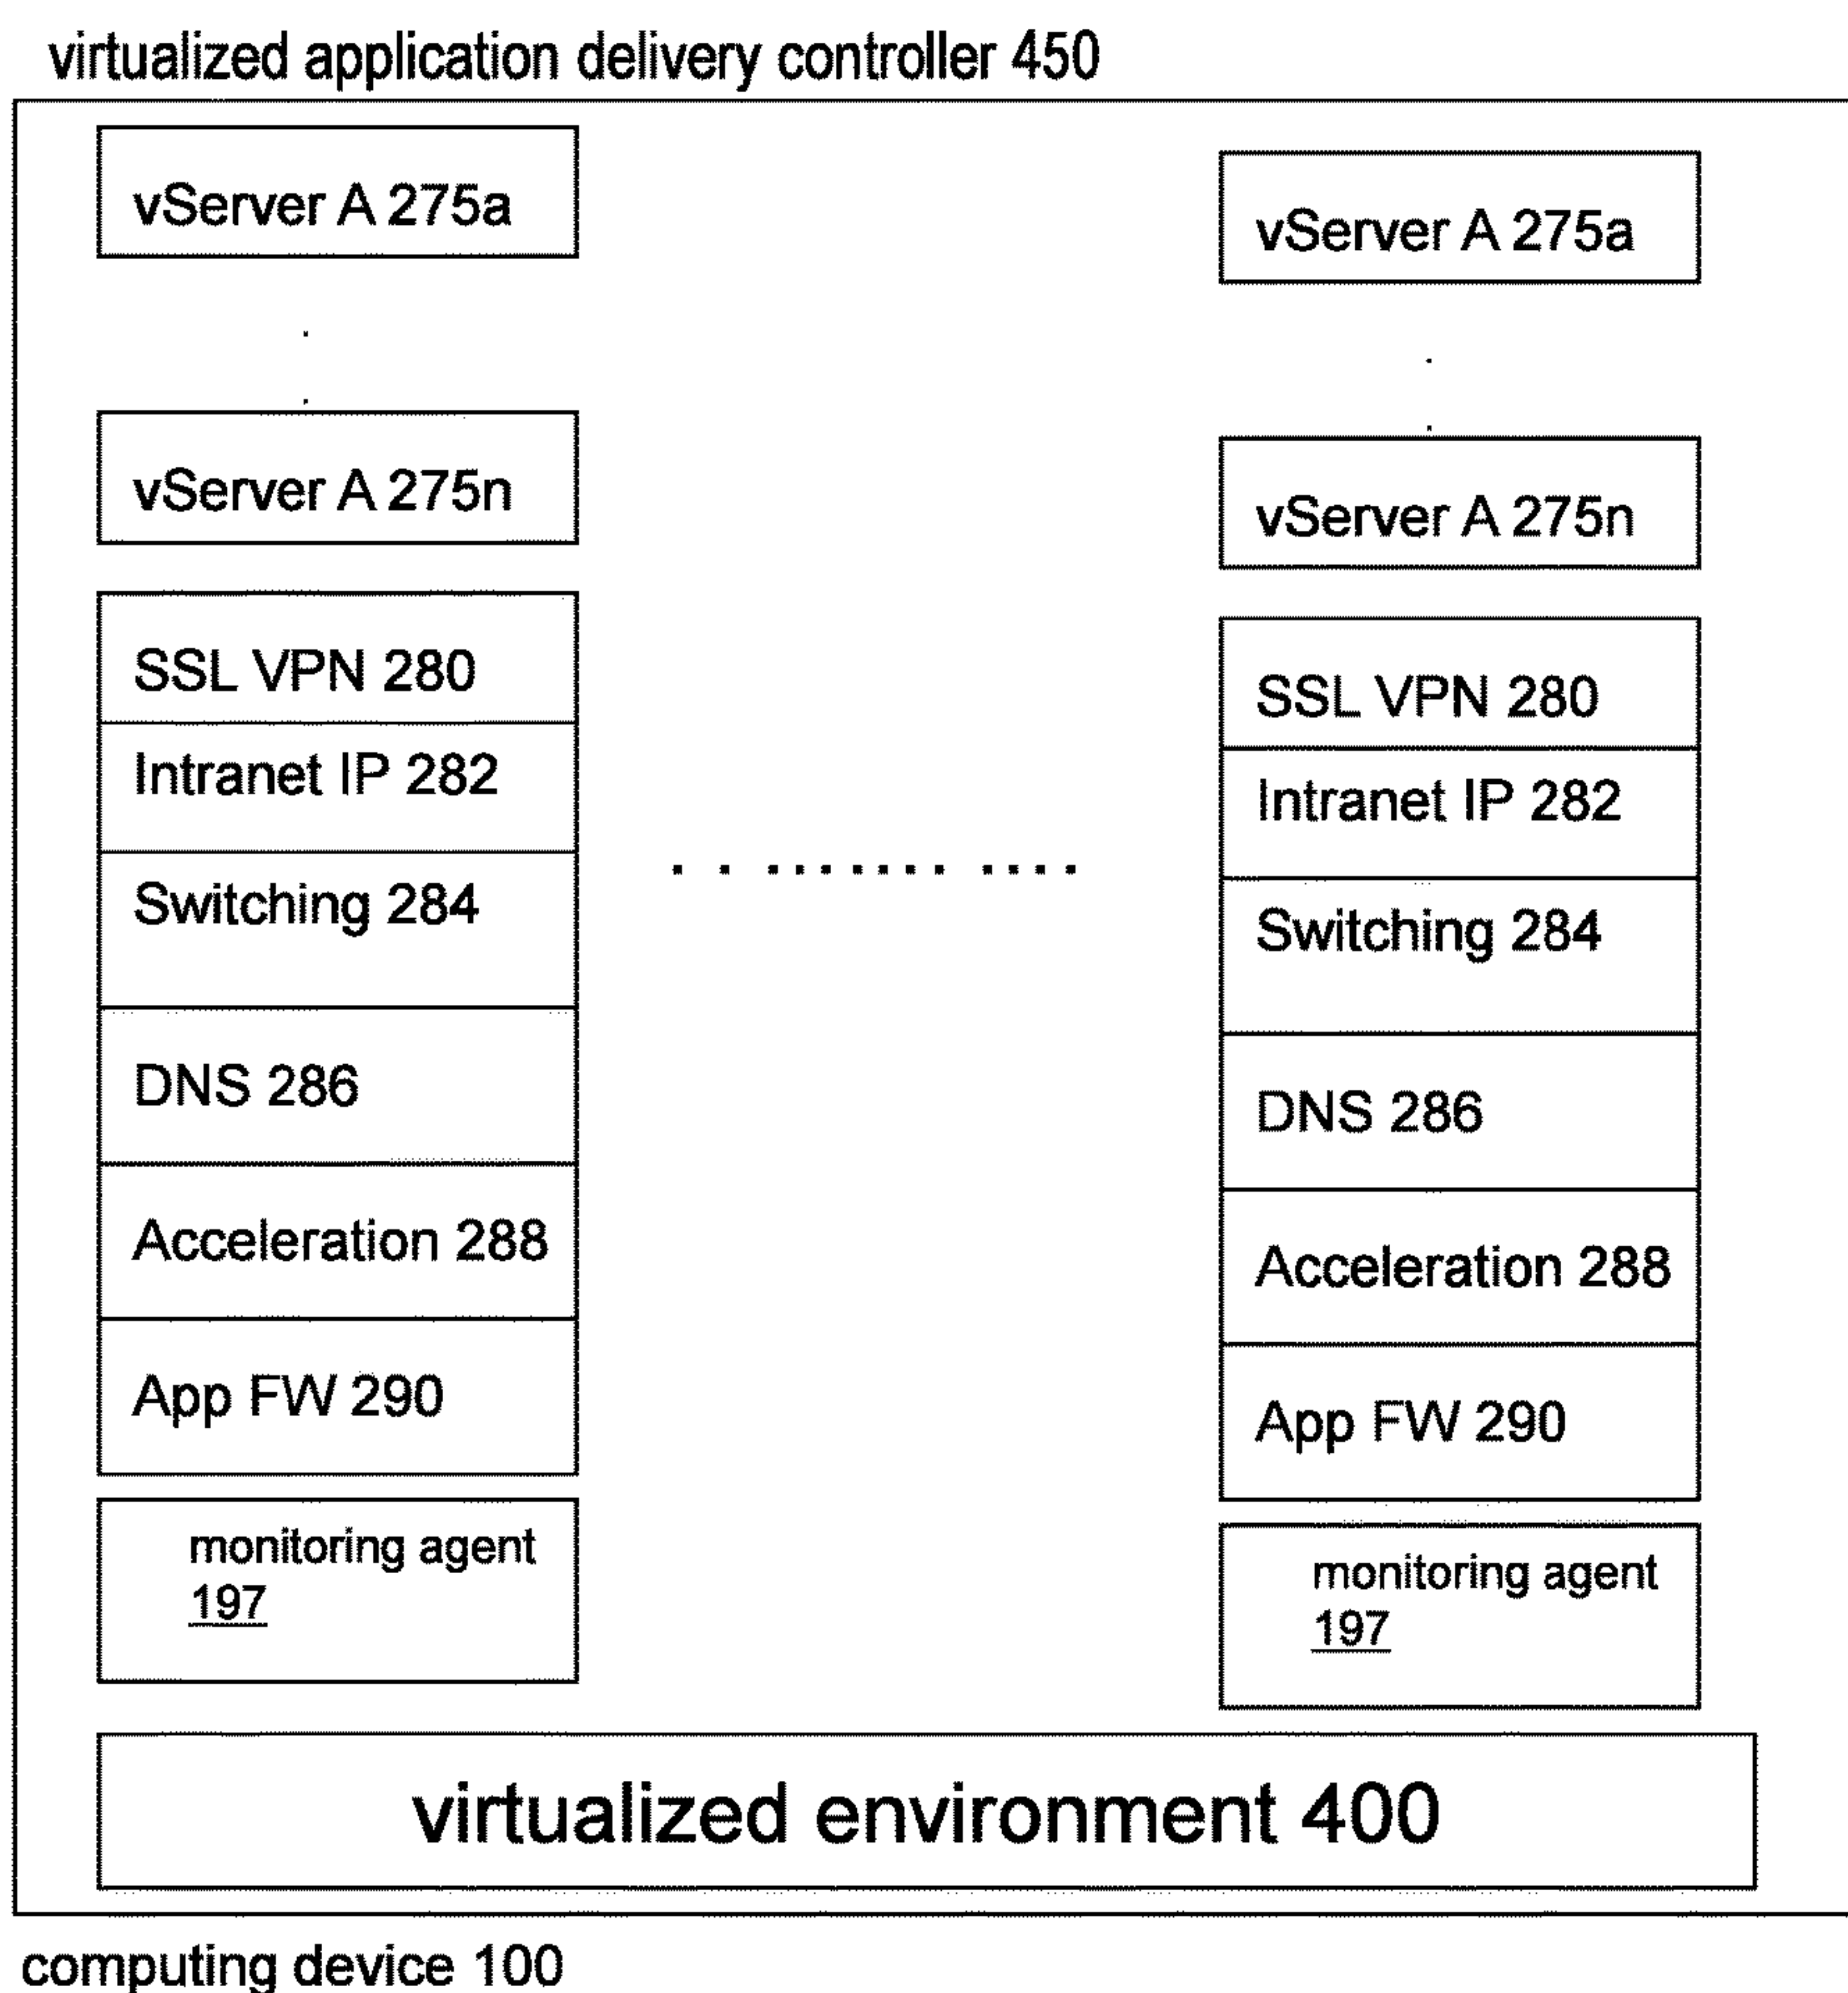 virtualized application delivery controller 450
vServer A 275a
vServer A 275n
SSL VPN 280
Intranet IP 282
Switching 284
DNS 286
Acceleration 288
App FW 290
monitoring agent
197
vServer A 275a
vServer A 275n
SSL VPN 280
Intranet IP 282
Switching 284
DNS 286
Acceleration 288
App FW 290
monitoring agent
197
virtualized environment 400
computing device 100